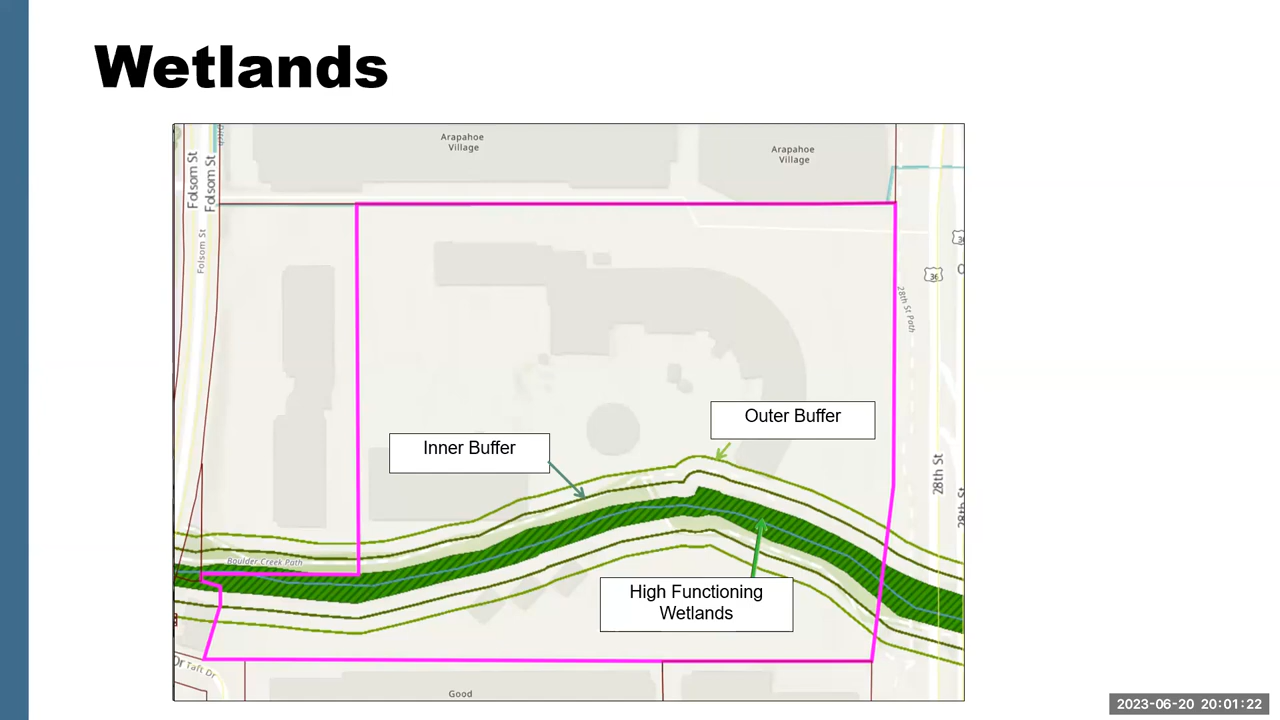 Wetlands
Arapahoe
Village
Arapahoe
Village
Folsom St
Folsom St
Folsom St
36
28th St Path
Outer Buffer
Inner Buffer
28th St
28th St
Boulder Creek Path
High Functioning
Wetlands
Dr
Taft Dr
Good
2023-06-20 20:01:22